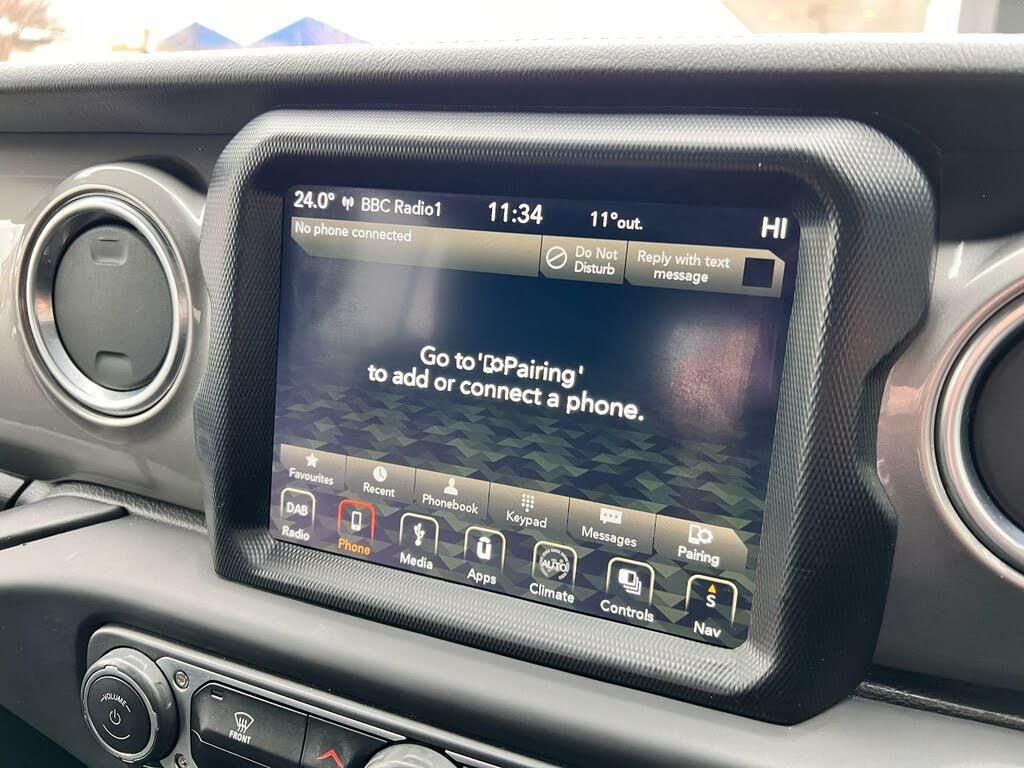 24.0° BBC Radio1 11:34 11°out. HI
No phone connected
Do Not
Disturb
Reply with text
message
Go to 'Pairing'
to add or connect a phone.
Favourites Recent Phonebook Keypad Messages Pairing
DAB AUTO S
Radio Phone Media Apps Climate Controls Nav
VOLUME
FRONT